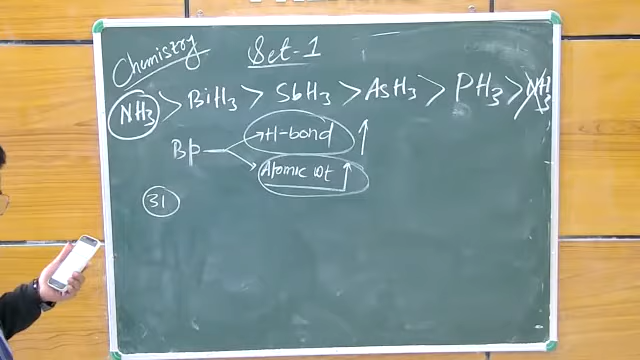 Chemistry Set-1
NH3 > BiH3 > SbH3 > AsH3 > PH3 > NH3
Bp → H-bond ↑
→ Atomic wt ↑
31